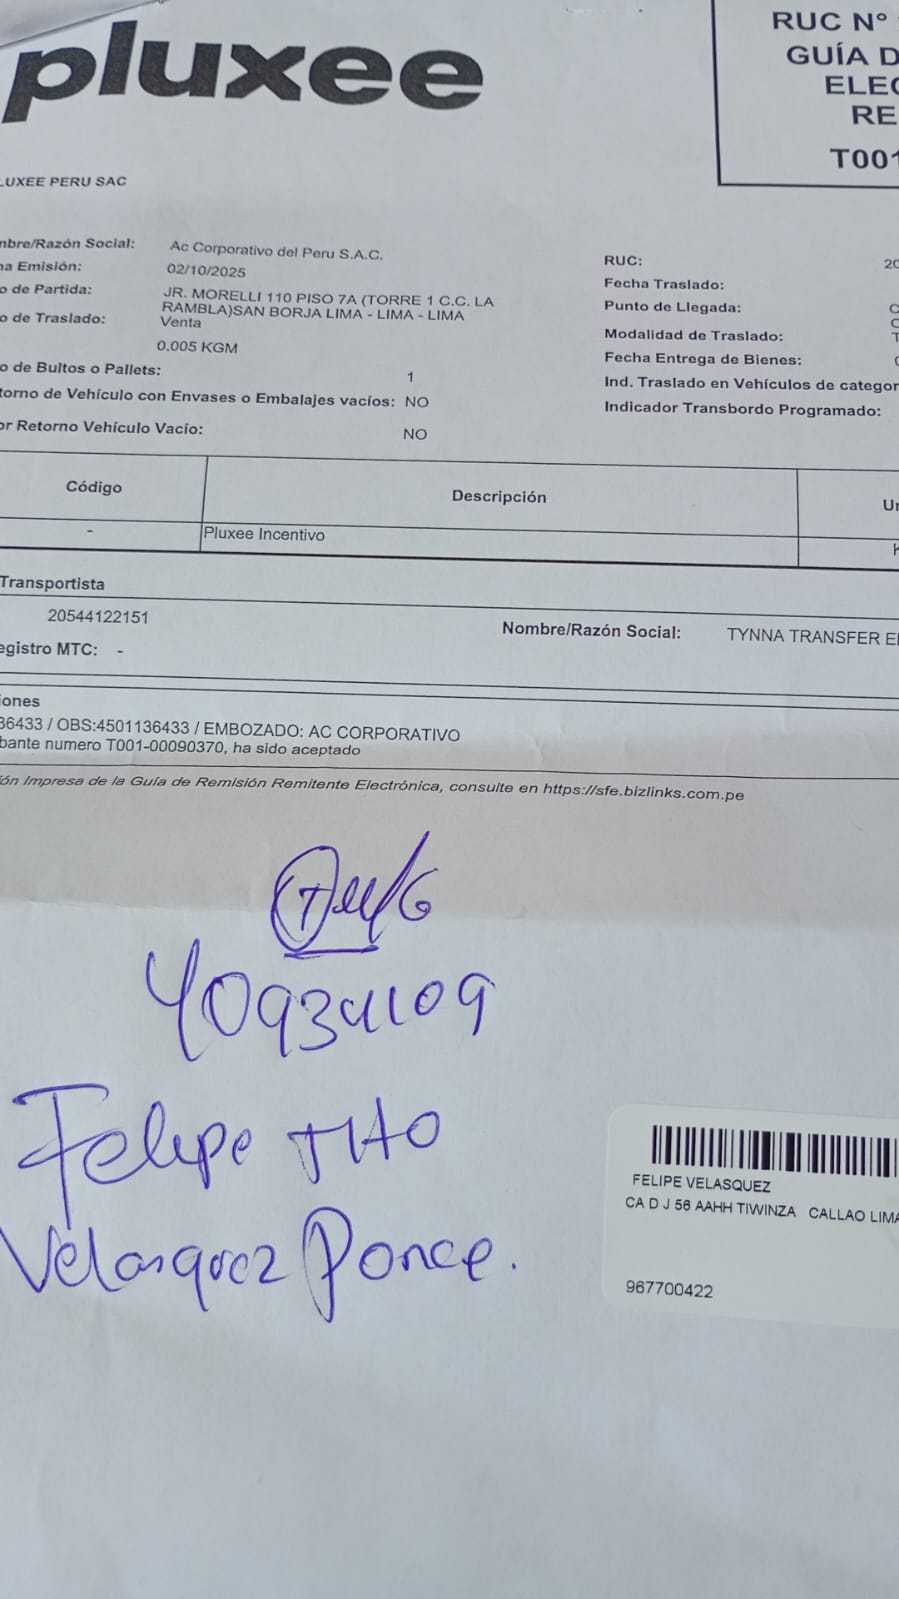 pluxee
RUC N°
GUÍA D
ELEC
RE
T001
LUXEE PERU SAC
mbre/Razón Social: Ac Corporativo del Peru S.A.C.
ha Emisión: 02/10/2025
o de Partida: JR. MORELLI 110 PISO 7A (TORRE 1 C.C. LA
RAMBLA)SAN BORJA LIMA - LIMA - LIMA
o de Traslado: Venta
0.005 KGM
o de Bultos o Pallets: 1
torno de Vehículo con Envases o Embalajes vacíos: NO
or Retorno Vehículo Vacío: NO
RUC: 20
Fecha Traslado:
Punto de Llegada: C
C
Modalidad de Traslado: T
Fecha Entrega de Bienes: 0
Ind. Traslado en Vehículos de categor
Indicador Transbordo Programado:
Código Descripción Un
- Pluxee Incentivo K
Transportista
20544122151 Nombre/Razón Social: TYNNA TRANSFER EI
egistro MTC: -
iones
36433 / OBS:4501136433 / EMBOZADO: AC CORPORATIVO
bante numero T001-00090370, ha sido aceptado
ón Impresa de la Guía de Remisión Remitente Electrónica, consulte en https://sfe.bizlinks.com.pe
40934109
Felipe TITO
Velasquez Ponce.
FELIPE VELASQUEZ
CA D J 56 AAHH TIWINZA CALLAO LIMA
967700422